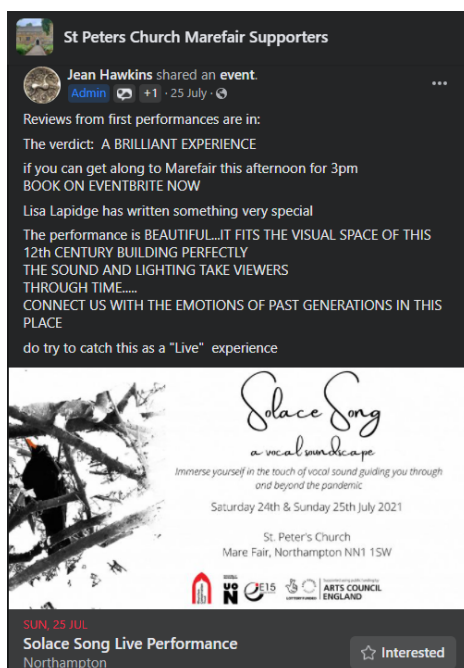 St Peters Church Marefair Supporters
Jean Hawkins shared an event.
Admin +1 · 25 July ·
Reviews from first performances are in:
The verdict: A BRILLIANT EXPERIENCE
if you can get along to Marefair this afternoon for 3pm
BOOK ON EVENTBRITE NOW
Lisa Lapidge has written something very special
The performance is BEAUTIFUL...IT FITS THE VISUAL SPACE OF THIS
12th CENTURY BUILDING PERFECTLY
THE SOUND AND LIGHTING TAKE VIEWERS
THROUGH TIME.....
CONNECT US WITH THE EMOTIONS OF PAST GENERATIONS IN THIS
PLACE
do try to catch this as a "Live" experience
Solace Song
a vocal soundscape
Immerse yourself in the touch of vocal sound guiding you through
and beyond the pandemic
Saturday 24th & Sunday 25th July 2021
St. Peter's Church
Mare Fair, Northampton NN1 1SW
UON
E15
ARTS COUNCIL
ENGLAND
SUN, 25 JUL
Solace Song Live Performance
Northampton
Interested